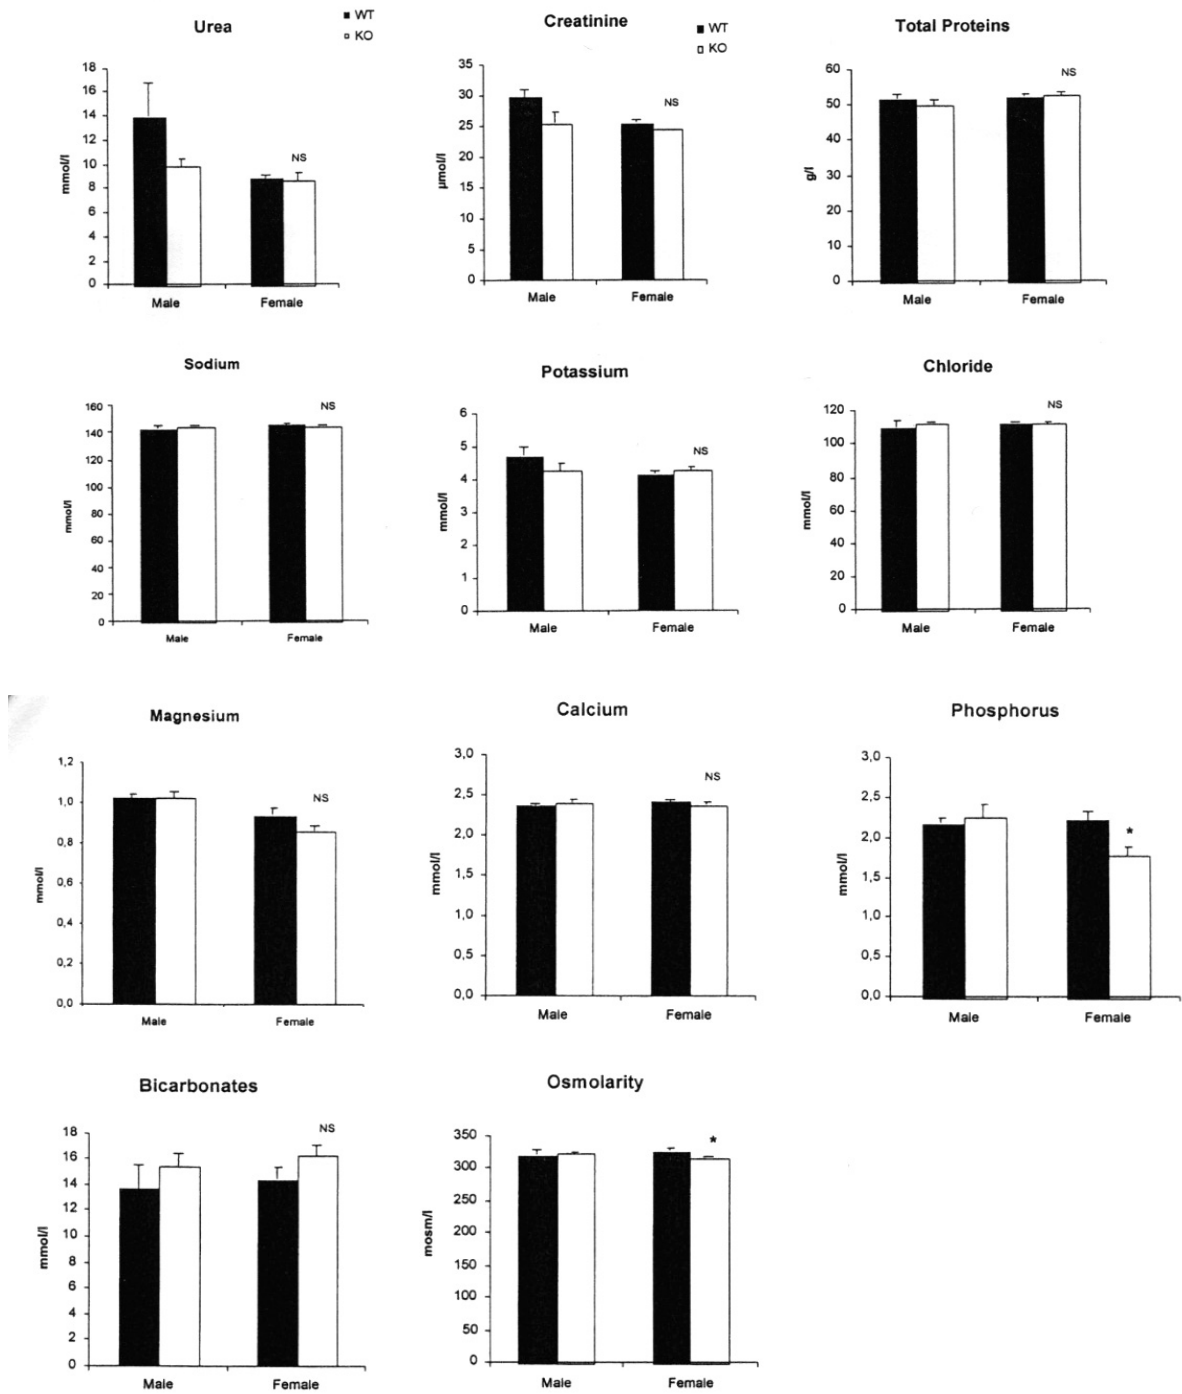 Urea
■ WT
□ KO
18
16
14
12
10
8
6
4
2
0
mmol/l
NS
Male Female
Creatinine
■ WT
□ KO
35
30
25
20
15
10
5
0
µmol/l
NS
Male Female
Total Proteins
60
50
40
30
20
10
0
g/l
NS
Male Female
Sodium
160
140
120
100
80
60
40
20
0
mmol/l
NS
Male Female
Potassium
6
5
4
3
2
1
0
mmol/l
NS
Male Female
Chloride
120
100
80
60
40
20
0
mmol/l
NS
Male Female
Magnesium
1,2
1,0
0,8
0,6
0,4
0,2
0,0
mmol/l
NS
Male Female
Calcium
3,0
2,5
2,0
1,5
1,0
0,5
0,0
mmol/l
NS
Male Female
Phosphorus
3,0
2,5
2,0
1,5
1,0
0,5
0,0
mmol/l
*
Male Female
Bicarbonates
18
16
14
12
10
8
6
4
2
0
mmol/l
NS
Male Female
Osmolarity
350
300
250
200
150
100
50
0
mosm/l
*
Male Female